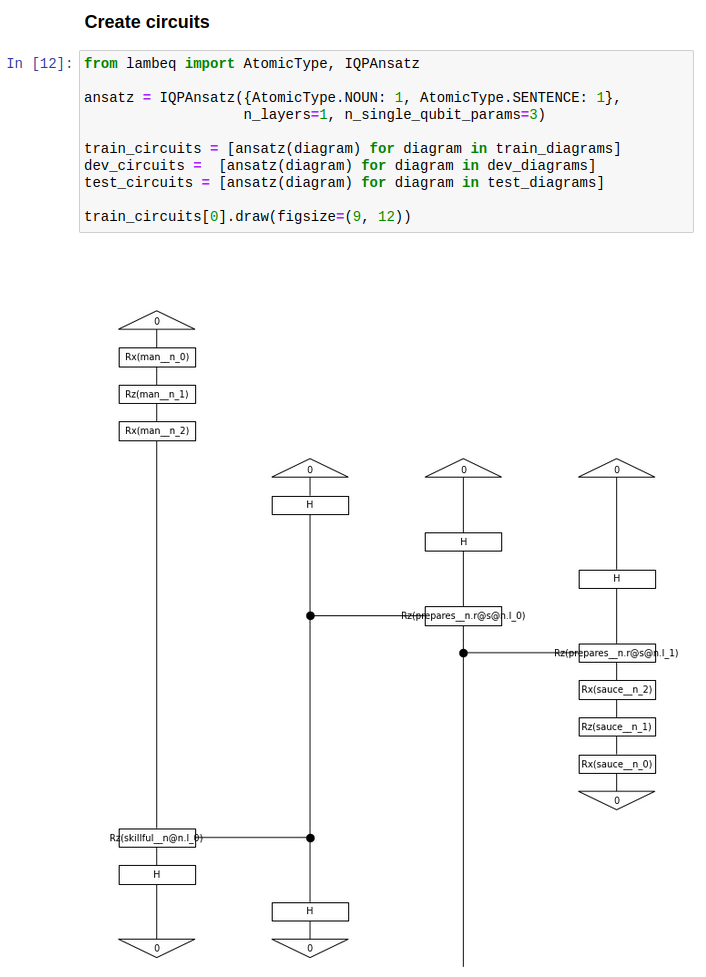 Create circuits
In [12]:
from lambeq import AtomicType, IQPAnsatz
ansatz = IQPAnsatz({AtomicType.NOUN: 1, AtomicType.SENTENCE: 1},
n_layers=1, n_single_qubit_params=3)
train_circuits = [ansatz(diagram) for diagram in train_diagrams]
dev_circuits =  [ansatz(diagram) for diagram in dev_diagrams]
test_circuits = [ansatz(diagram) for diagram in test_diagrams]
train_circuits[0].draw(figsize=(9, 12))
0
Rx(man__n_0)
Rz(man__n_1)
Rx(man__n_2)
0 0 0
H
H
H
Rz(prepares__n.r@s@n.l_0)
Rz(prepares__n.r@s@n.l_1)
Rx(sauce__n_2)
Rz(sauce__n_1)
Rx(sauce__n_0)
0
Rz(skillful__n@n.l_0)
H
H
0 0